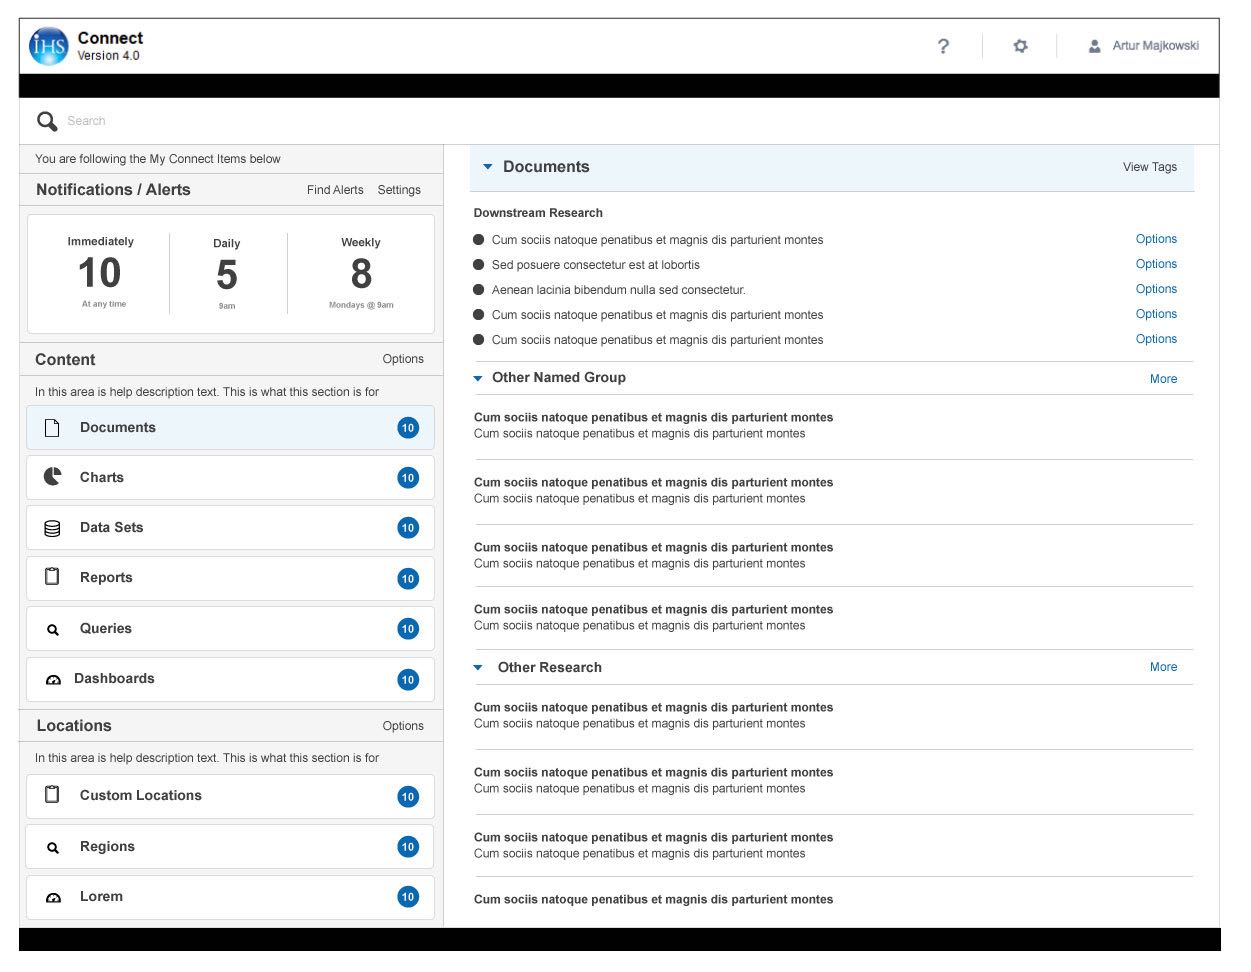 iHS
Connect
Version 4.0
?
Artur Majkowski
Search
You are following the My Connect Items below
Notifications / Alerts
Find Alerts
Settings
Immediately
10
At any time
Daily
5
9am
Weekly
8
Mondays @ 9am
Content
Options
In this area is help description text. This is what this section is for
Documents
10
Charts
10
Data Sets
10
Reports
10
Queries
10
Dashboards
10
Locations
Options
In this area is help description text. This is what this section is for
Custom Locations
10
Regions
10
Lorem
10
Documents
View Tags
Downstream Research
Cum sociis natoque penatibus et magnis dis parturient montes
Options
Sed posuere consectetur est at lobortis
Options
Aenean lacinia bibendum nulla sed consectetur.
Options
Cum sociis natoque penatibus et magnis dis parturient montes
Options
Cum sociis natoque penatibus et magnis dis parturient montes
Options
Other Named Group
More
Cum sociis natoque penatibus et magnis dis parturient montes
Cum sociis natoque penatibus et magnis dis parturient montes
Cum sociis natoque penatibus et magnis dis parturient montes
Cum sociis natoque penatibus et magnis dis parturient montes
Cum sociis natoque penatibus et magnis dis parturient montes
Cum sociis natoque penatibus et magnis dis parturient montes
Cum sociis natoque penatibus et magnis dis parturient montes
Cum sociis natoque penatibus et magnis dis parturient montes
Other Research
More
Cum sociis natoque penatibus et magnis dis parturient montes
Cum sociis natoque penatibus et magnis dis parturient montes
Cum sociis natoque penatibus et magnis dis parturient montes
Cum sociis natoque penatibus et magnis dis parturient montes
Cum sociis natoque penatibus et magnis dis parturient montes
Cum sociis natoque penatibus et magnis dis parturient montes
Cum sociis natoque penatibus et magnis dis parturient montes